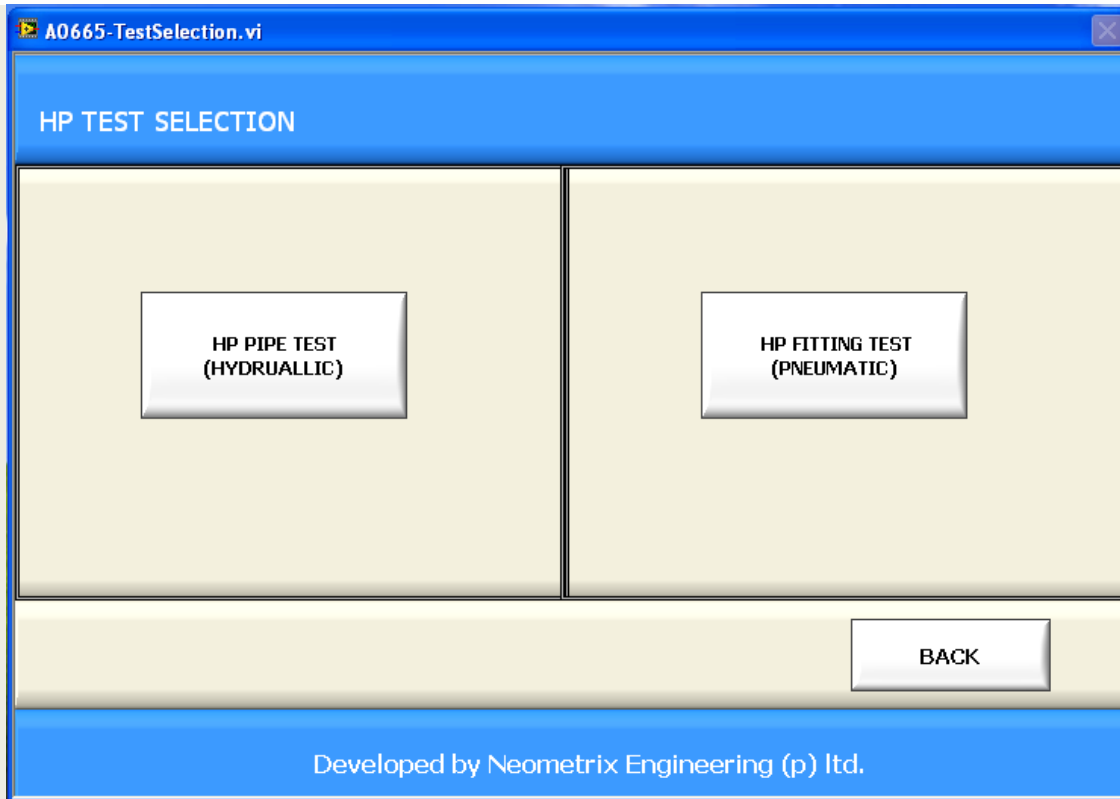 A0665-TestSelection.vi
HP TEST SELECTION
HP PIPE TEST
(HYDRUALLIC)
HP FITTING TEST
(PNEUMATIC)
BACK
Developed by Neometrix Engineering (p) ltd.